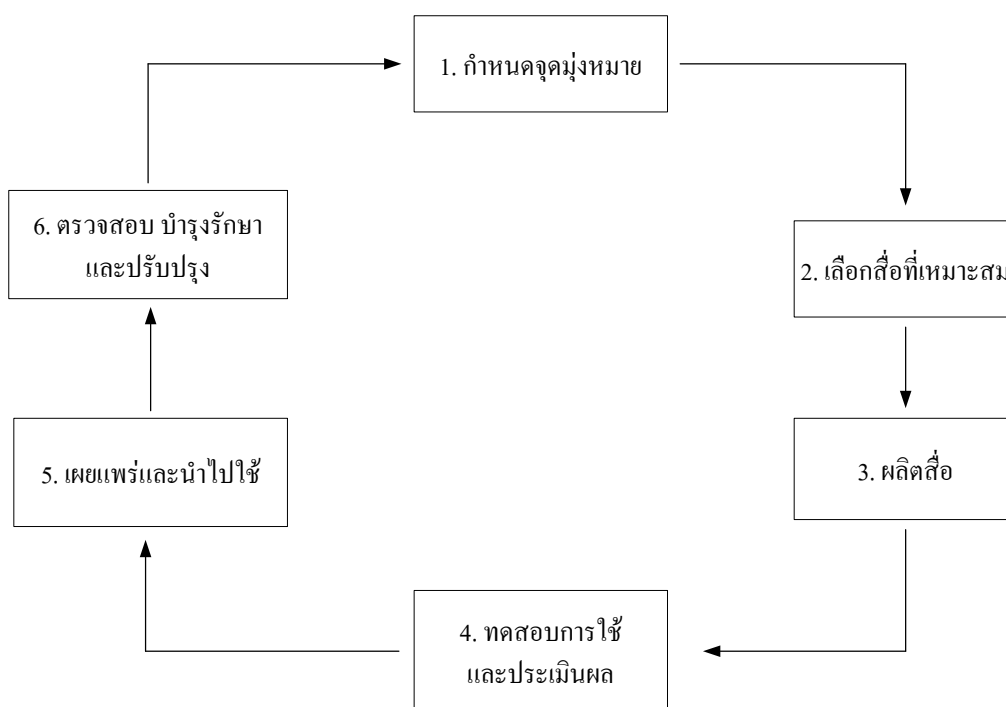 1. กำหนดจุดมุ่งหมาย
2. เลือกสื่อที่เหมาะสม
3. ผลิตสื่อ
4. ทดสอบการใช้
และประเมินผล
5. เผยแพร่และนำไปใช้
6. ตรวจสอบ บำรุงรักษา
และปรับปรุง